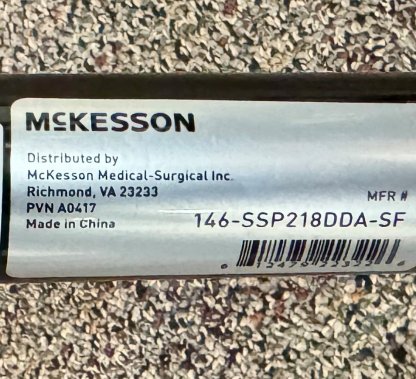 McKESSON
Distributed by
McKesson Medical-Surgical Inc.
Richmond, VA 23233
PVN A0417
Made in China
MFR #
146-SSP218DDA-SF